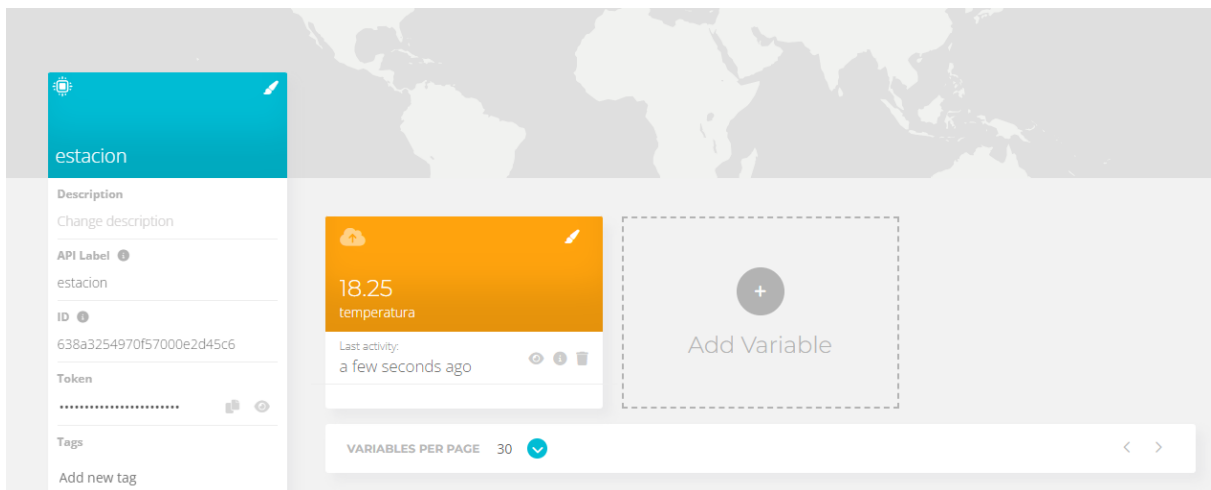 estacion
Description
Change description
API Label
estacion
ID
638a3254970f57000e2d45c6
Token
••••••••••••••••••••••••
Tags
Add new tag
18.25
temperatura
Last activity:
a few seconds ago
Add Variable
VARIABLES PER PAGE 30